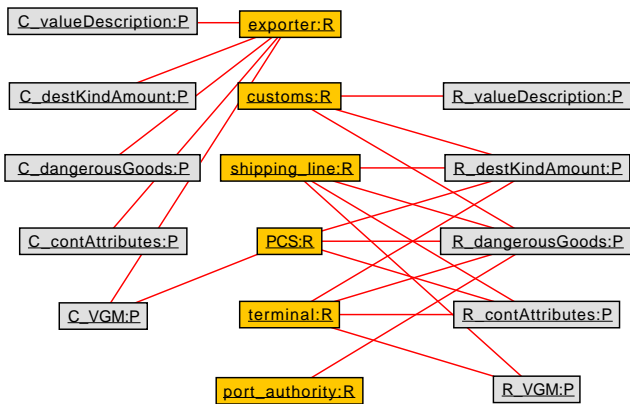 C_valueDescription:P
exporter:R
C_destKindAmount:P
customs:R
R_valueDescription:P
C_dangerousGoods:P
shipping_line:R
R_destKindAmount:P
C_contAttributes:P
PCS:R
R_dangerousGoods:P
C_VGM:P
terminal:R
R_contAttributes:P
port_authority:R
R_VGM:P